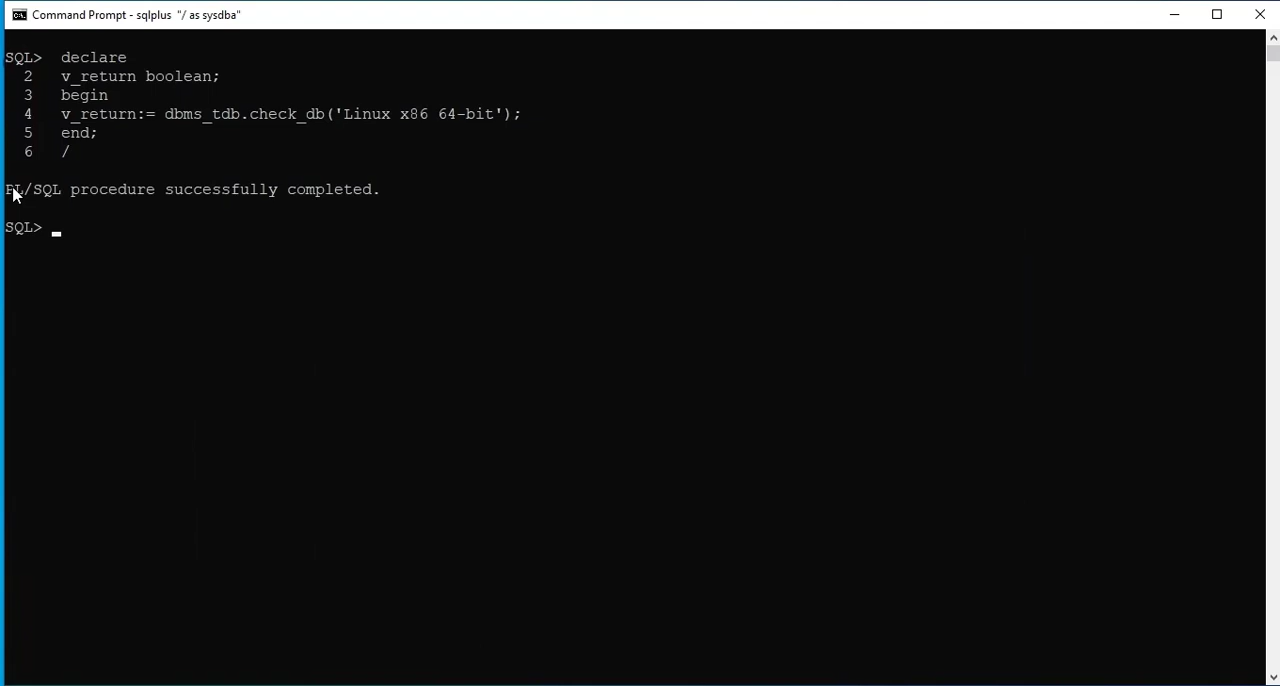 Command Prompt - sqlplus "/ as sysdba"
SQL> declare
2 v_return boolean;
3 begin
4 v_return:= dbms_tdb.check_db('Linux x86 64-bit');
5 end;
6 /
PL/SQL procedure successfully completed.
SQL>